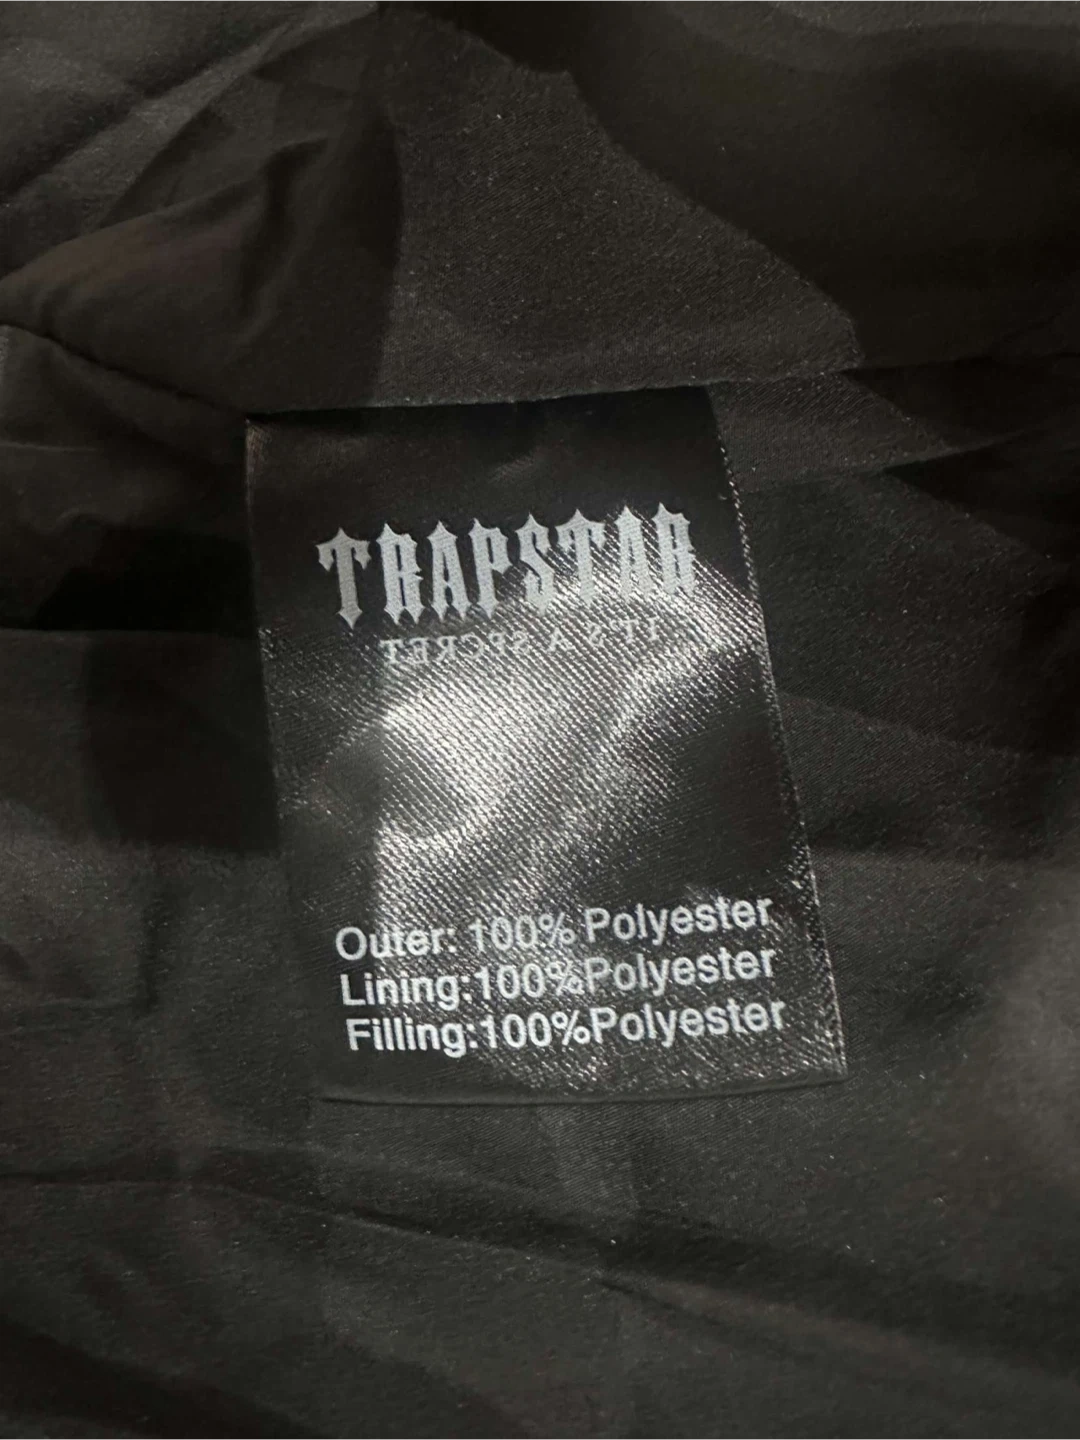 TRAPSTAR
IT'S A SECRET
Outer: 100% Polyester
Lining:100%Polyester
Filling:100%Polyester